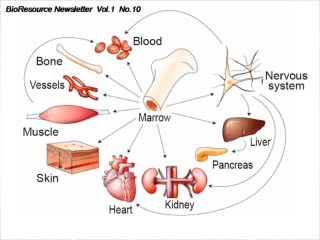 BioResource Newsletter Vol.1 No.10
Blood
Bone
Vessels
Nervous
system
Marrow
Muscle
Liver
Pancreas
Skin
Heart
Kidney